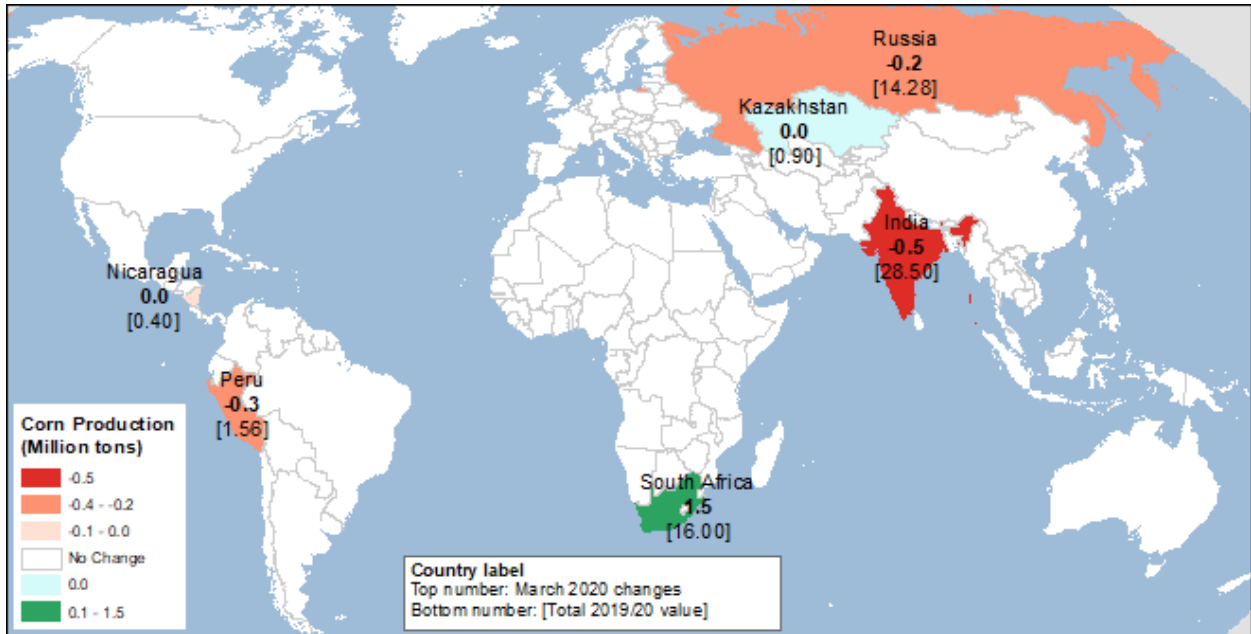 Russia
-0.2
[14.28]
Kazakhstan
0.0
[0.90]
India
-0.5
[28.50]
Nicaragua
0.0
[0.40]
Peru
-0.3
[1.56]
South Africa
1.5
[16.00]
Corn Production
(Million tons)
-0.5
-0.4 - -0.2
-0.1 - 0.0
No Change
0.0
0.1 - 1.5
Country label
Top number: March 2020 changes
Bottom number: [Total 2019/20 value]